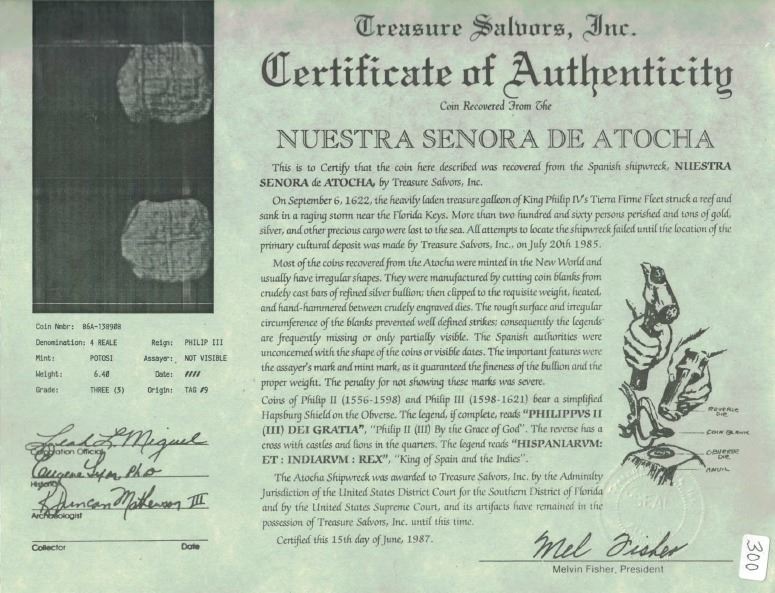 Treasure Salvors, Inc.
Certificate of Authenticity
Coin Recovered From The
NUESTRA SENORA DE ATOCHA
This is to Certify that the coin here described was recovered from the Spanish shipwreck, NUESTRA
SENORA de ATOCHA, by Treasure Salvors, Inc.
On September 6, 1622, the heavily laden treasure galleon of King Philip IV's Tierra Firme Fleet struck a reef and
sank in a raging storm near the Florida Keys. More than two hundred and sixty persons perished and tons of gold,
silver, and other precious cargo were lost to the sea. All attempts to locate the shipwreck failed until the location of the
primary cultural deposit was made by Treasure Salvors, Inc., on July 20th 1985.
Most of the coins recovered from the Atocha were minted in the New World and
usually have irregular shapes. They were manufactured by cutting coin blanks from
crudely cast bars of refined silver bullion; then clipped to the requisite weight, heated,
and hand-hammered between crudely engraved dies. The rough surface and irregular
circumference of the blanks prevented well defined strikes: consequently the legends
are frequently missing or only partially visible. The Spanish authorities were
unconcerned with the shape of the coins or visible dates. The important features were
the assayer's mark and mint mark, as it guaranteed the fineness of the bullion and the
proper weight. The penalty for not showing these marks was severe.
Coins of Philip II (1556-1598) and Philip III (1598-1621) bear a simplified
Hapsburg Shield on the Obverse. The legend, if complete, reads "PHILIPPVS II
(III) DEI GRATIA", "Philip II (III) By the Grace of God". The reverse has a
cross with castles and lions in the quarters. The legend reads "HISPANIARVM:
ET : INDIARVM : REX", "King of Spain and the Indies".
The Atocha Shipwreck was awarded to Treasure Salvors, Inc. by the Admiralty
Jurisdiction of the United States District Court for the Southern District of Florida
and by the United States Supreme Court, and its artifacts have remained in the
possession of Treasure Salvors, Inc. until this time.
Certified this 15th day of June, 1987.
Mel Fisher
Melvin Fisher, President
REVERSE
DIE
COIN BLANK
OBVERSE
DIE
ANVIL
300
Coin Nmbr: 86A-138908
Denomination: 4 REALE Reign: PHILIP III
Mint: POTOSI Assayer: NOT VISIBLE
Weight: 6.40 Date: ####
Grade: THREE (3) Origin: TAG #9
Leah L Miguel
Corporation Official
Eugene Lyon PhD
Historian
R Duncan Mathewson III
Archaeologist
Collector Date